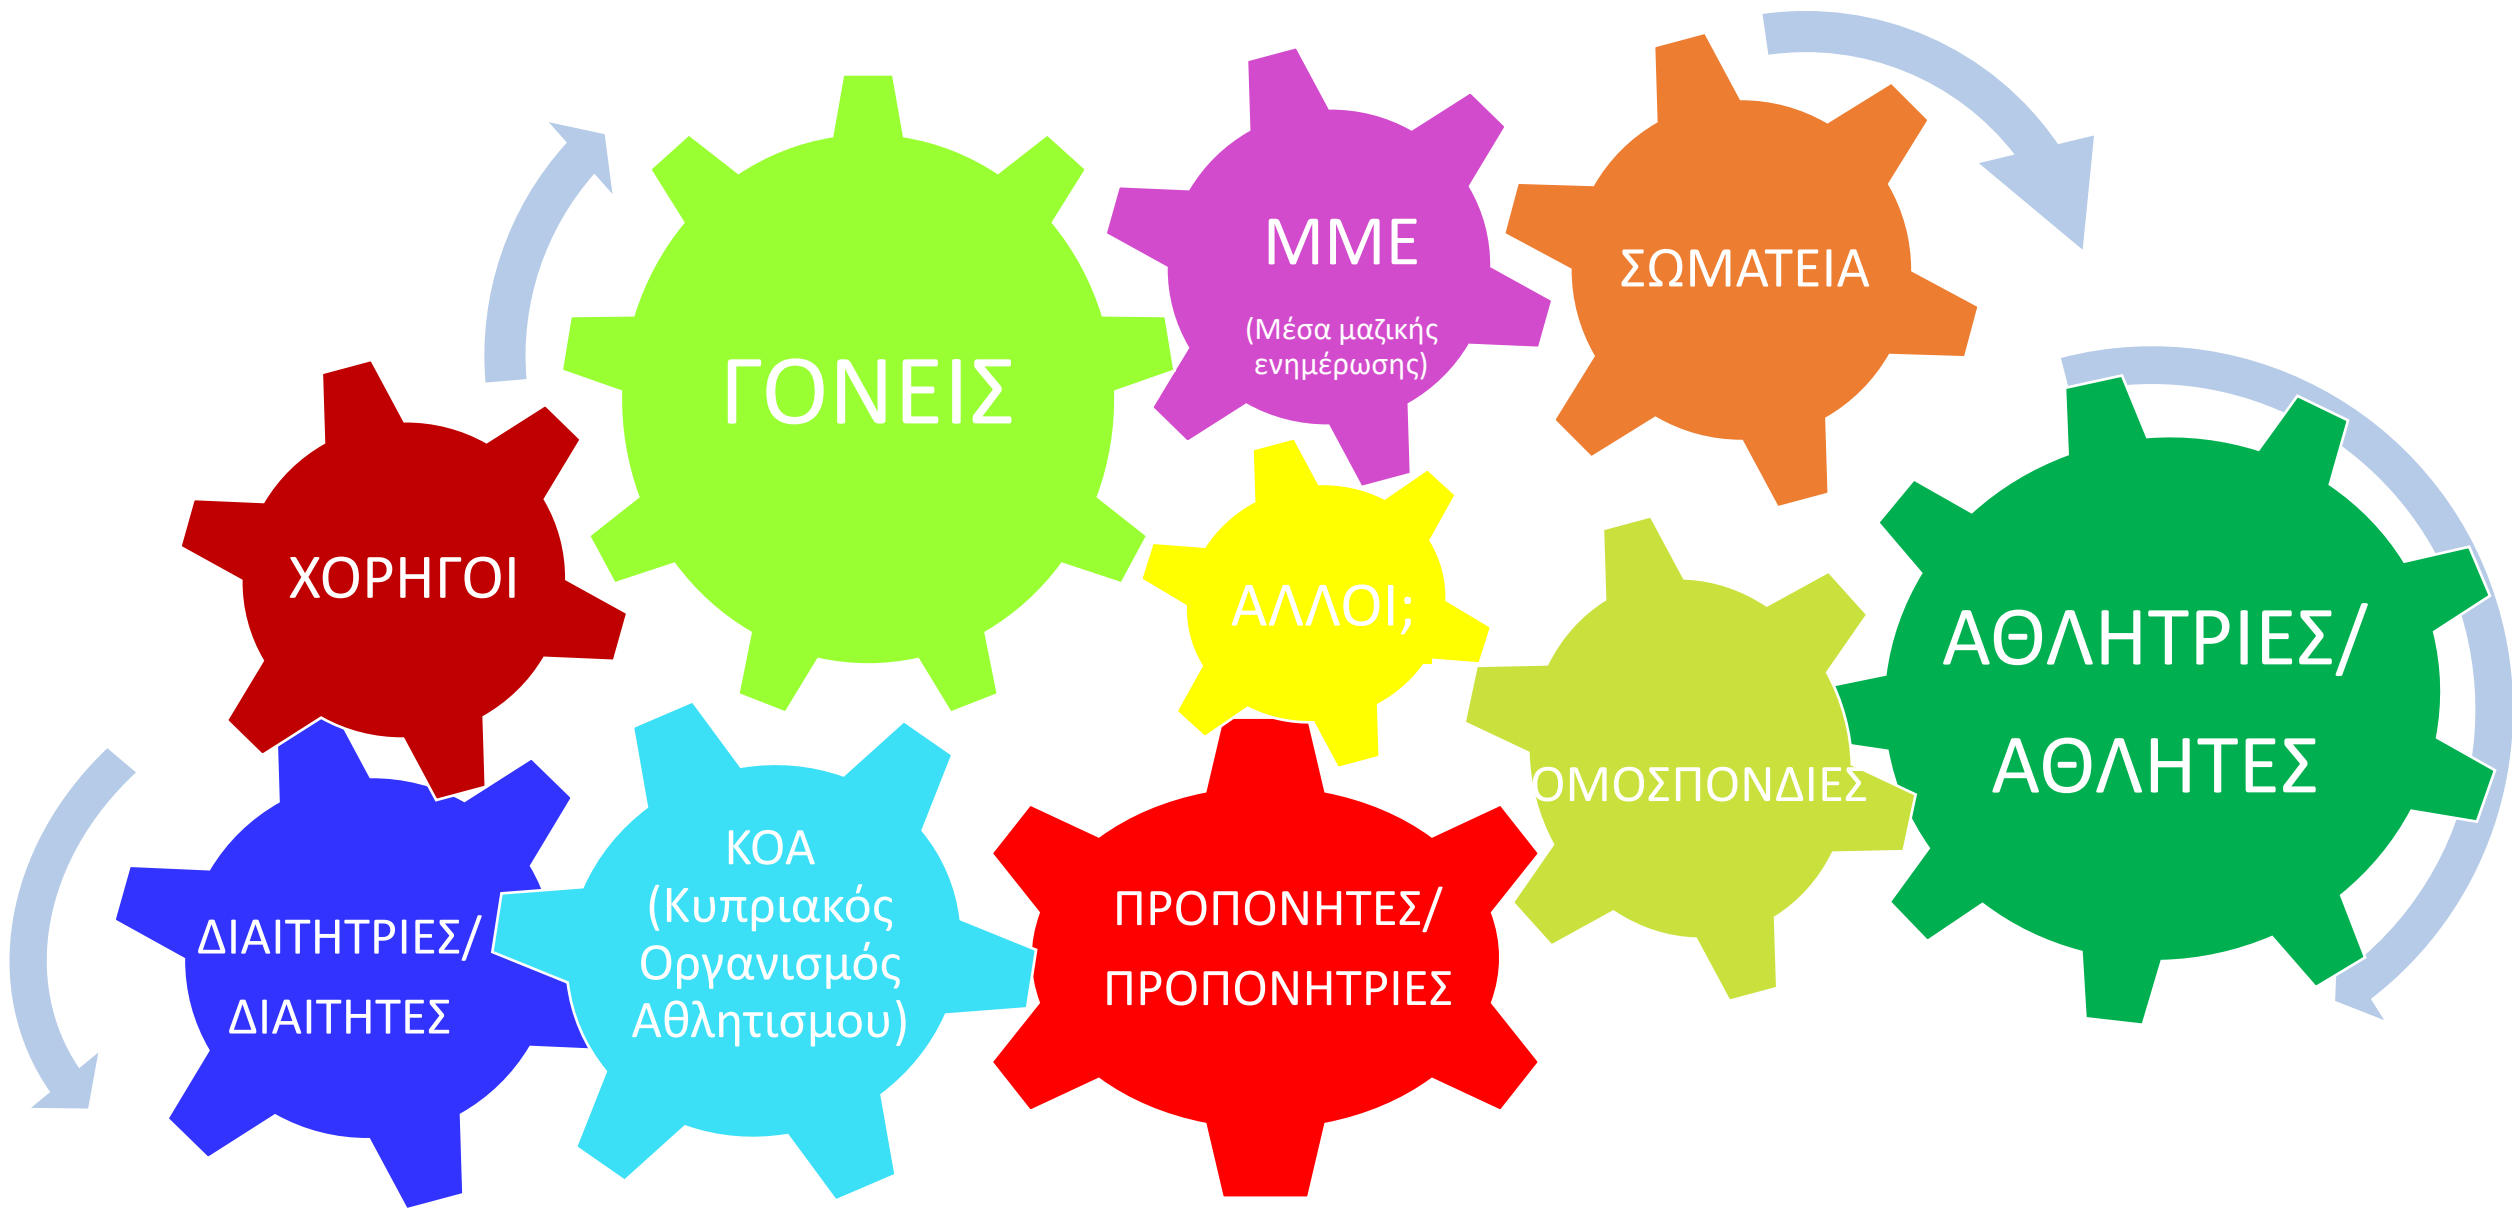 ΓΟΝΕΙΣ
ΜΜΕ
(Μέσα μαζικής
ενημέρωσης)
ΣΩΜΑΤΕΙΑ
ΧΟΡΗΓΟΙ
ΑΛΛΟΙ;
ΑΘΛΗΤΡΙΕΣ/
ΑΘΛΗΤΕΣ
ΟΜΟΣΠΟΝΔΙΕΣ
ΔΙΑΙΤΗΤΡΙΕΣ/
ΔΙΑΙΤΗΤΕΣ
ΚΟΑ
(Κυπριακός
Οργανισμός
Αθλητισμου)
ΠΡΟΠΟΝΗΤΕΣ/
ΠΡΟΠΟΝΗΤΡΙΕΣ